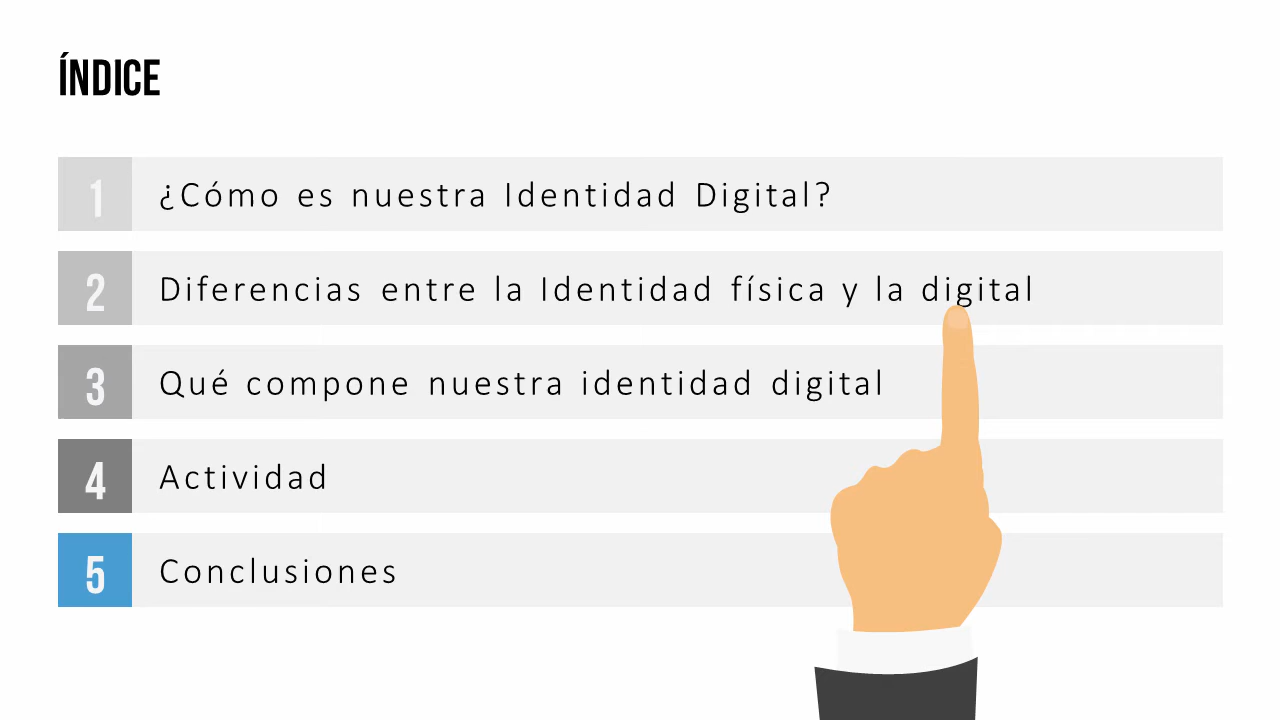 ÍNDICE
1 ¿Cómo es nuestra Identidad Digital?
2 Diferencias entre la Identidad física y la digital
3 Qué compone nuestra identidad digital
4 Actividad
5 Conclusiones